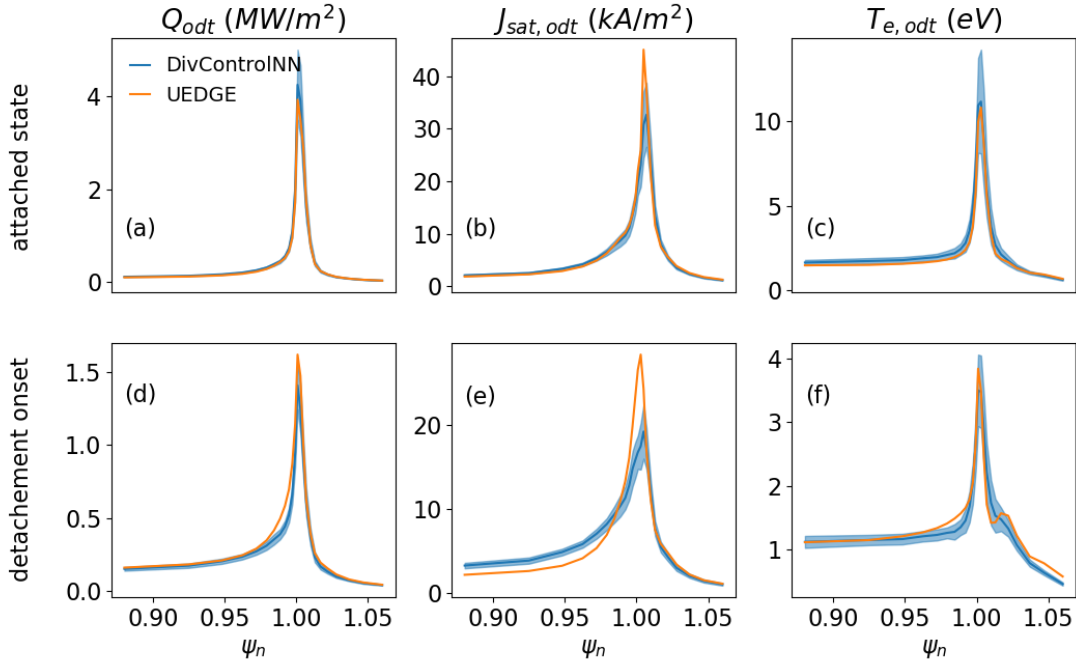 Q_odt (MW/m²)
J_sat, odt (kA/m²)
T_e, odt (eV)
attached state
4
2
0
DivControlNN
UEDGE
(a)
40
30
20
10
0
(b)
10
5
0
(c)
detachement onset
1.5
1.0
0.5
0.0
(d)
20
10
0
(e)
4
3
2
1
(f)
0.90 0.95 1.00 1.05
0.90 0.95 1.00 1.05
0.90 0.95 1.00 1.05
ψ_n
ψ_n
ψ_n